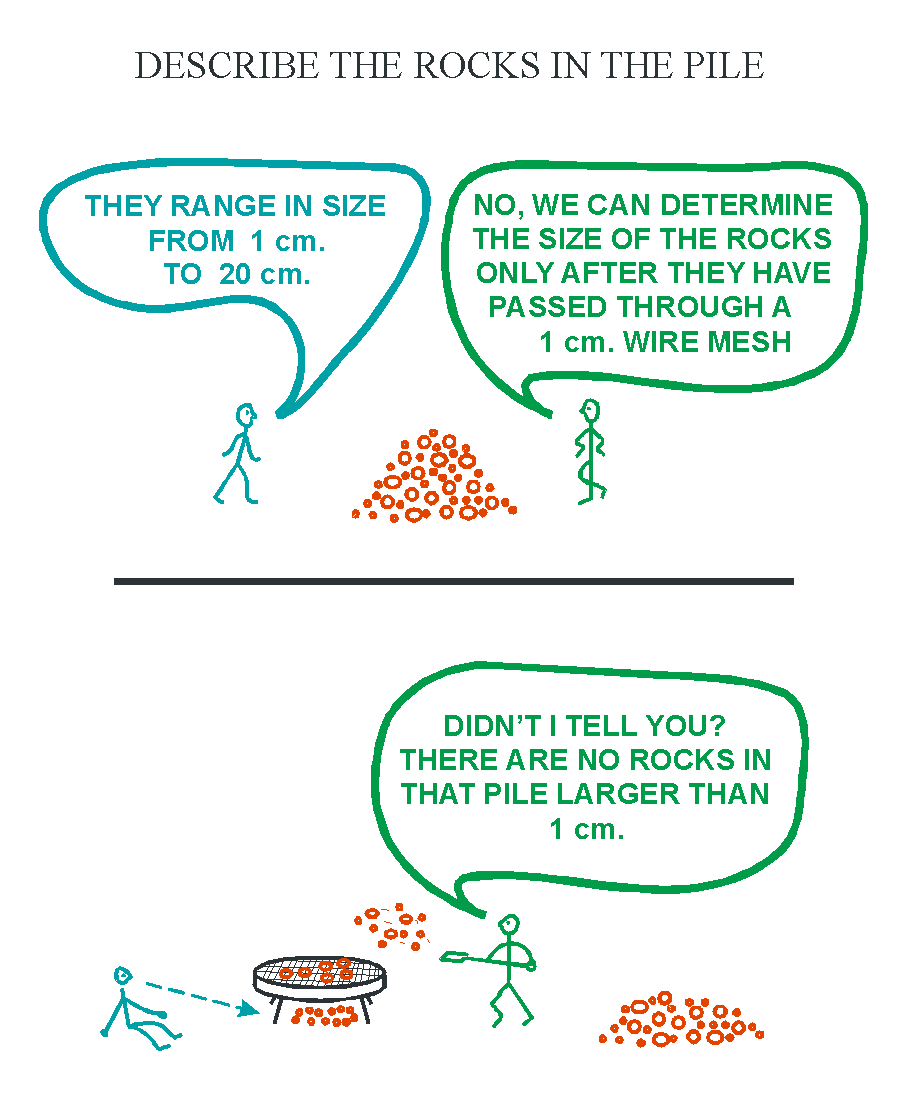 DESCRIBE THE ROCKS IN THE PILE
THEY RANGE IN SIZE
FROM 1 cm.
TO 20 cm.
NO, WE CAN DETERMINE
THE SIZE OF THE ROCKS
ONLY AFTER THEY HAVE
PASSED THROUGH A
1 cm. WIRE MESH
DIDN’T I TELL YOU?
THERE ARE NO ROCKS IN
THAT PILE LARGER THAN
1 cm.